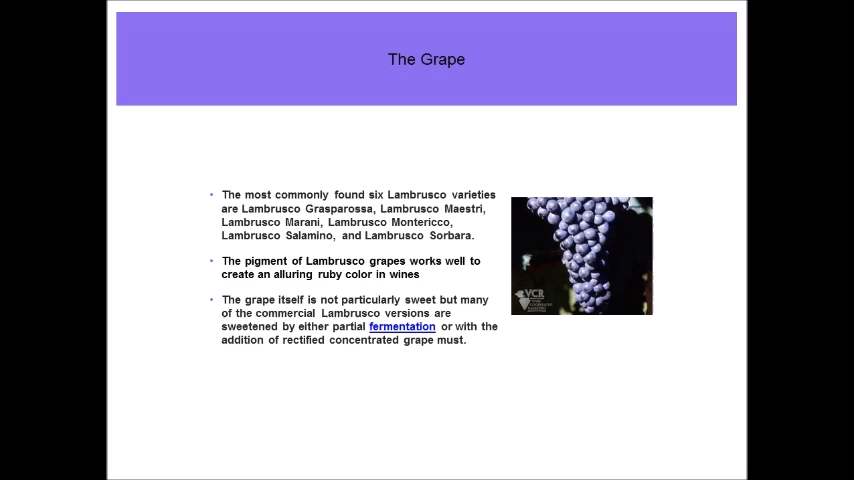 The Grape
• The most commonly found six Lambrusco varieties
are Lambrusco Grasparossa, Lambrusco Maestri,
Lambrusco Marani, Lambrusco Montericco,
Lambrusco Salamino, and Lambrusco Sorbara.
• The pigment of Lambrusco grapes works well to
create an alluring ruby color in wines
• The grape itself is not particularly sweet but many
of the commercial Lambrusco versions are
sweetened by either partial fermentation or with the
addition of rectified concentrated grape must.
VCR